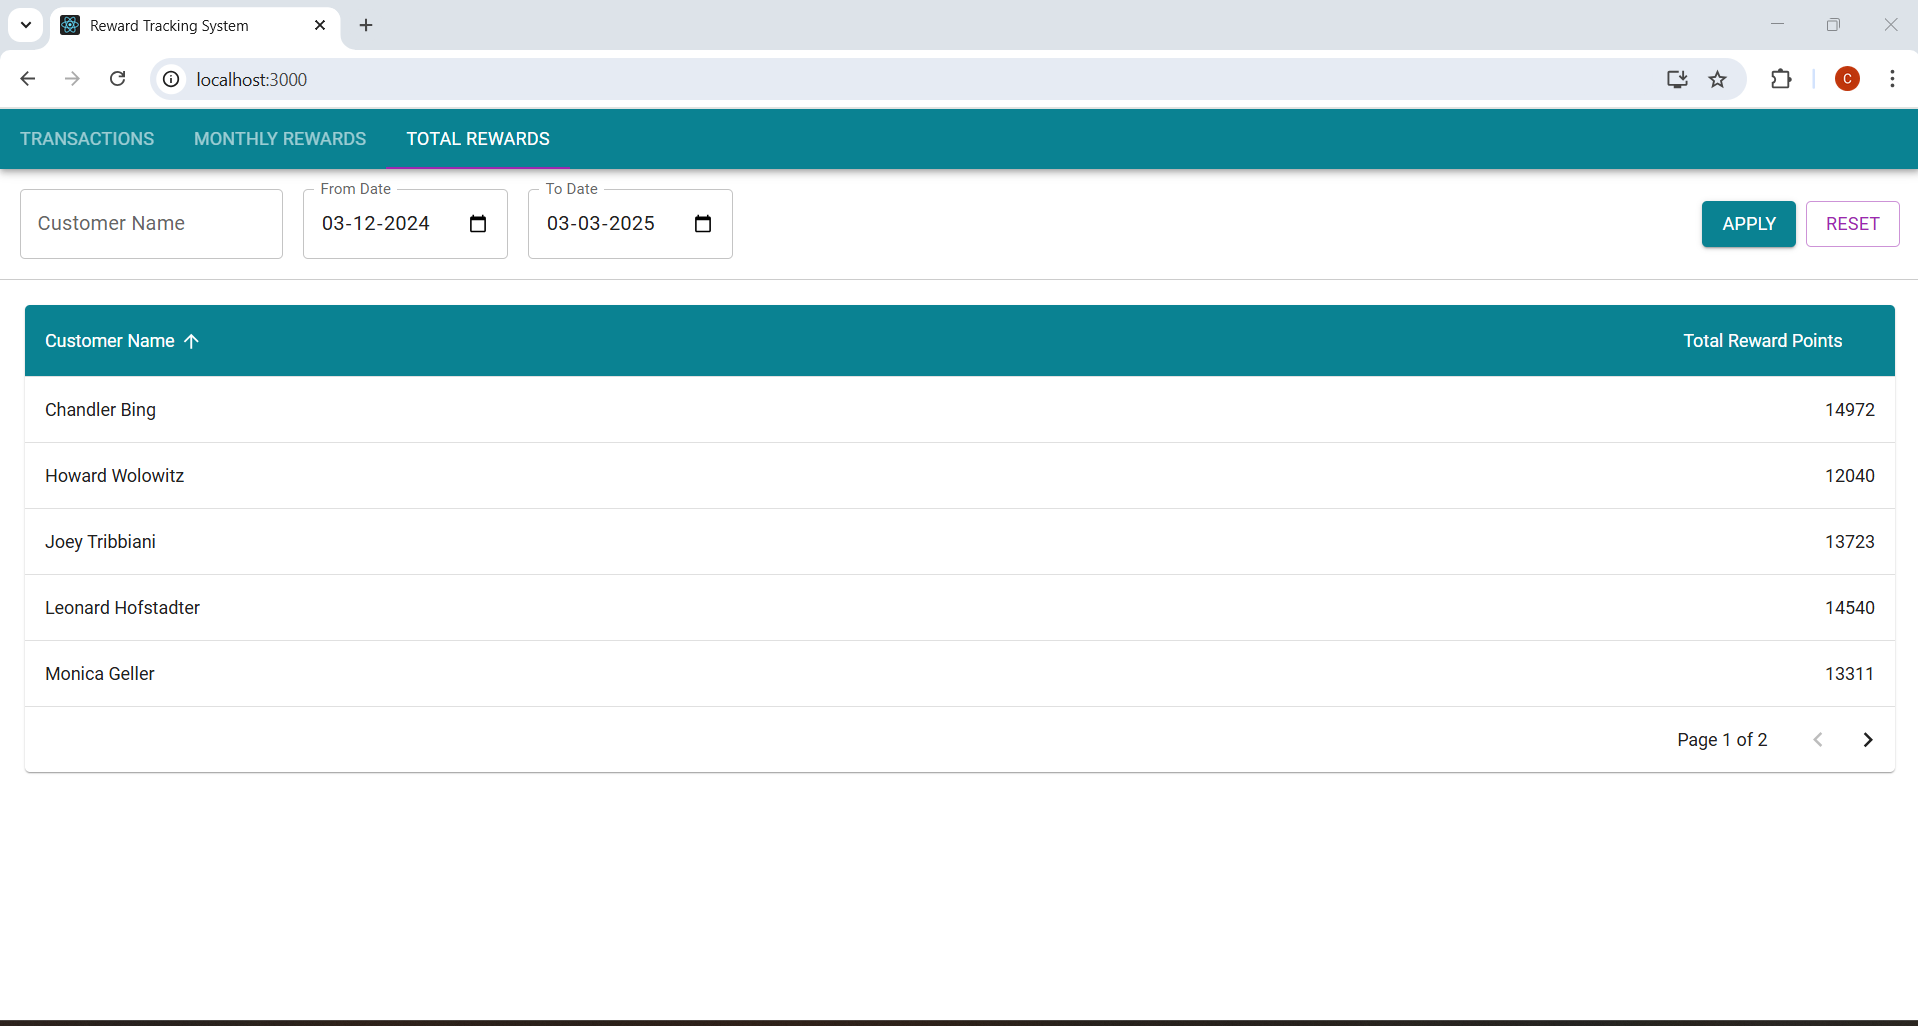 Reward Tracking System
localhost:3000
C
TRANSACTIONS MONTHLY REWARDS TOTAL REWARDS
Customer Name
From Date
03-12-2024
To Date
03-03-2025
APPLY RESET
Customer Name Total Reward Points
Chandler Bing 14972
Howard Wolowitz 12040
Joey Tribbiani 13723
Leonard Hofstadter 14540
Monica Geller 13311
Page 1 of 2